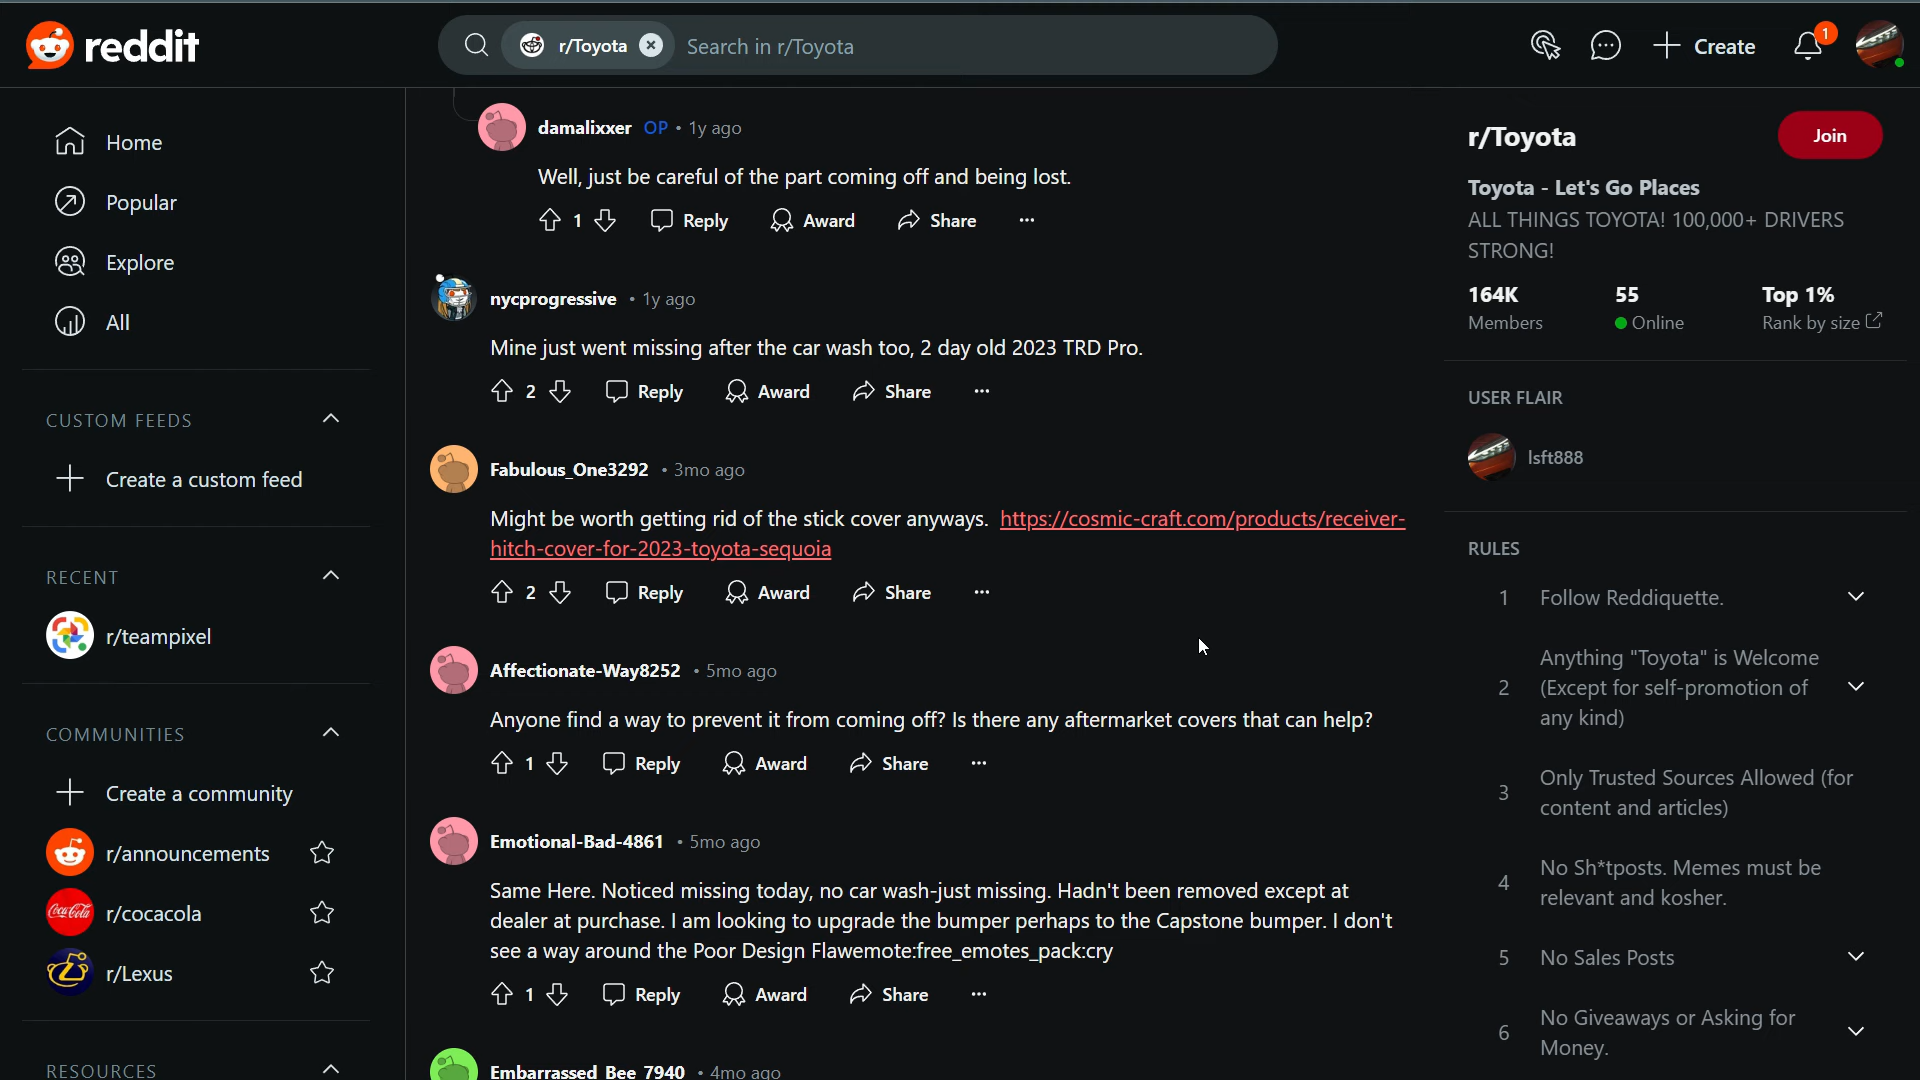 reddit
r/Toyota
Search in r/Toyota
Create
1
Home
Popular
Explore
All
CUSTOM FEEDS
Create a custom feed
RECENT
r/teampixel
COMMUNITIES
Create a community
r/announcements
Coca-Cola
r/cocacola
r/Lexus
RESOURCES
damalixxer OP • 1y ago
Well, just be careful of the part coming off and being lost.
1 Reply Award Share
nycprogressive • 1y ago
Mine just went missing after the car wash too, 2 day old 2023 TRD Pro.
2 Reply Award Share
Fabulous_One3292 • 3mo ago
Might be worth getting rid of the stick cover anyways. https://cosmic-craft.com/products/receiver-
hitch-cover-for-2023-toyota-sequoia
2 Reply Award Share
Affectionate-Way8252 • 5mo ago
Anyone find a way to prevent it from coming off? Is there any aftermarket covers that can help?
1 Reply Award Share
Emotional-Bad-4861 • 5mo ago
Same Here. Noticed missing today, no car wash-just missing. Hadn't been removed except at
dealer at purchase. I am looking to upgrade the bumper perhaps to the Capstone bumper. I don't
see a way around the Poor Design Flawemote:free_emotes_pack:cry
1 Reply Award Share
Embarrassed_Bee_7940 • 4mo ago
r/Toyota
Join
Toyota - Let's Go Places
ALL THINGS TOYOTA! 100,000+ DRIVERS
STRONG!
164K 55 Top 1%
Members Online Rank by size
USER FLAIR
lsft888
RULES
1 Follow Reddiquette.
Anything "Toyota" is Welcome
2 (Except for self-promotion of
any kind)
Only Trusted Sources Allowed (for
3
content and articles)
No Sh*tposts. Memes must be
4
relevant and kosher.
5 No Sales Posts
No Giveaways or Asking for
6
Money.